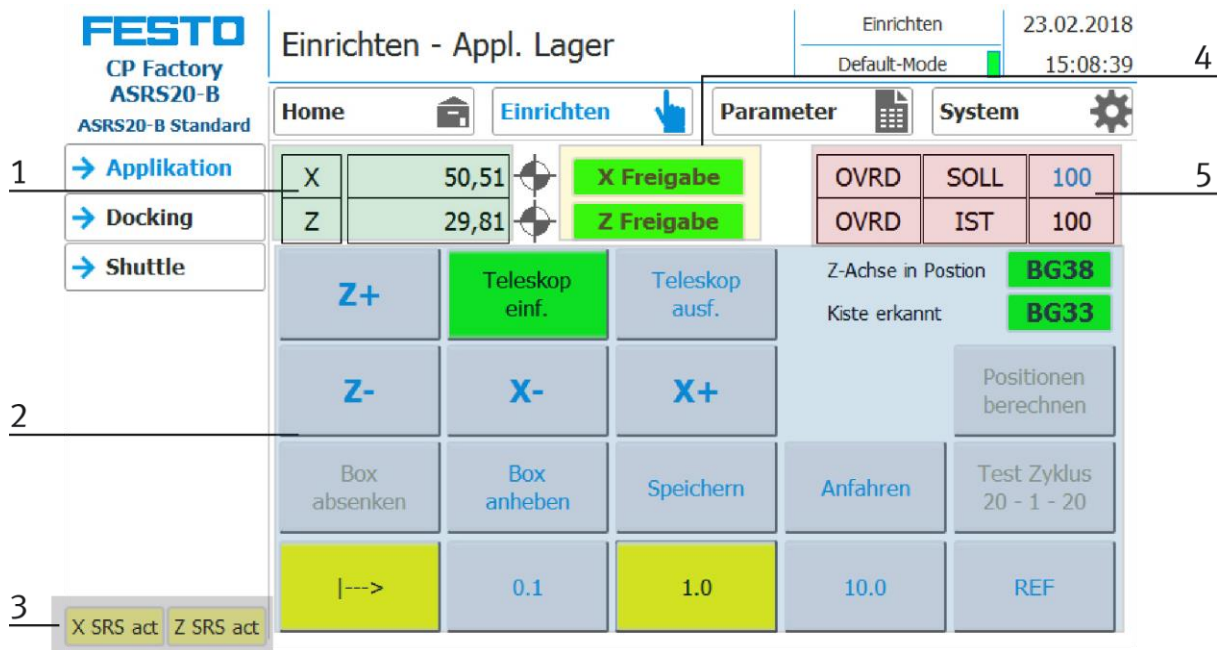 FESTO
CP Factory
ASRS20-B
ASRS20-B Standard
Einrichten - Appl. Lager
Einrichten
Default-Mode
23.02.2018
15:08:39
4
Home
Einrichten
Parameter
System
1
Applikation
Docking
Shuttle
X 50,51
Z 29,81
X Freigabe
Z Freigabe
OVRD SOLL 100
OVRD IST 100
5
Z+
Teleskop
einf.
Teleskop
ausf.
Z-Achse in Postion BG38
Kiste erkannt BG33
2
Z-
X-
X+
Positionen
berechnen
Box
absenken
Box
anheben
Speichern
Anfahren
Test Zyklus
20 - 1 - 20
|--->
0.1
1.0
10.0
REF
3
X SRS act
Z SRS act